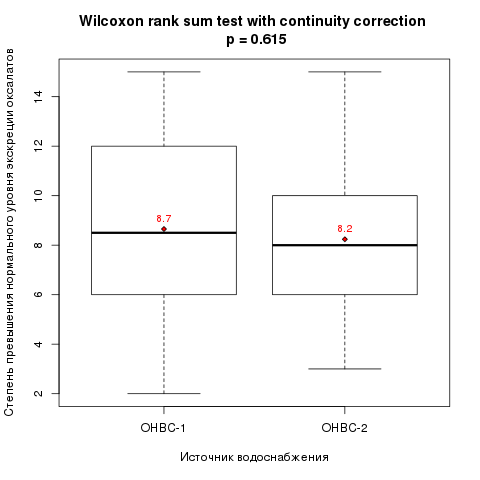 Wilcoxon rank sum test with continuity correction
p = 0.615
Степень превышения нормального уровня экскреции оксалатов
14
12
10
8
6
4
2
8.7
8.2
ОНВС-1
ОНВС-2
Источник водоснабжения